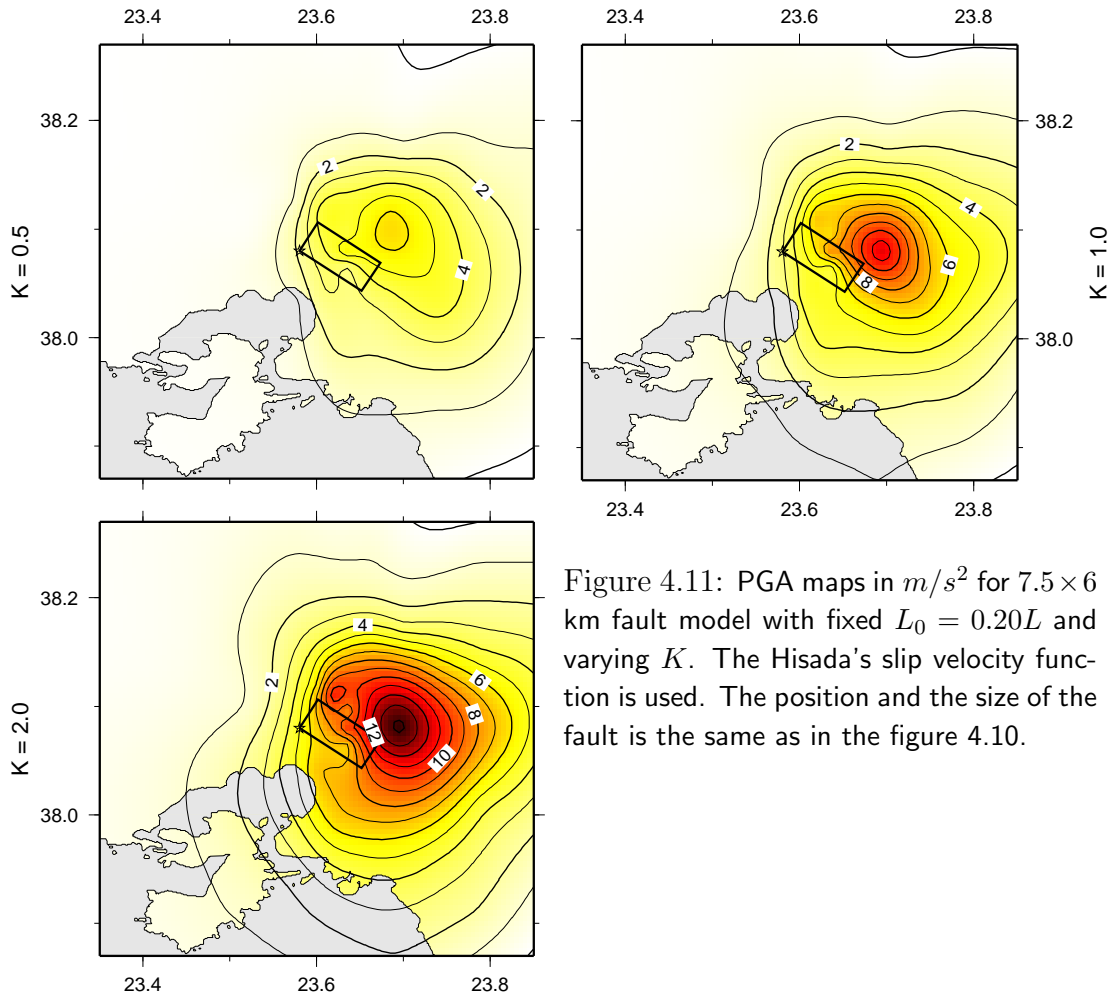 23.4 23.6 23.8
23.4 23.6 23.8
38.2
38.0
K = 0.5
2
2
4
38.2
38.0
K = 1.0
2
4
6
8
23.4 23.6 23.8
23.4 23.6 23.8
38.2
38.0
K = 2.0
2
4
6
8
10
12
23.4 23.6 23.8
Figure 4.11: PGA maps in m/s² for 7.5 × 6
km fault model with fixed L₀ = 0.20L and
varying K. The Hisada's slip velocity func-
tion is used. The position and the size of the
fault is the same as in the figure 4.10.